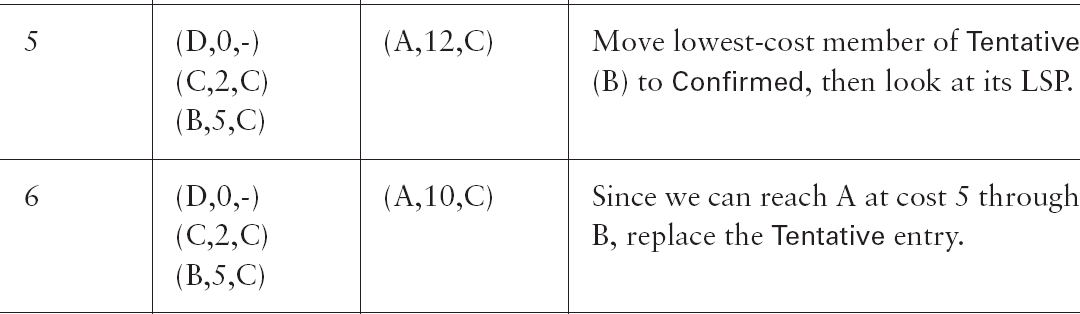 5 (D,0,-) (A,12,C) Move lowest-cost member of Tentative
(C,2,C) (B) to Confirmed, then look at its LSP.
(B,5,C)
6 (D,0,-) (A,10,C) Since we can reach A at cost 5 through
(C,2,C) B, replace the Tentative entry.
(B,5,C)